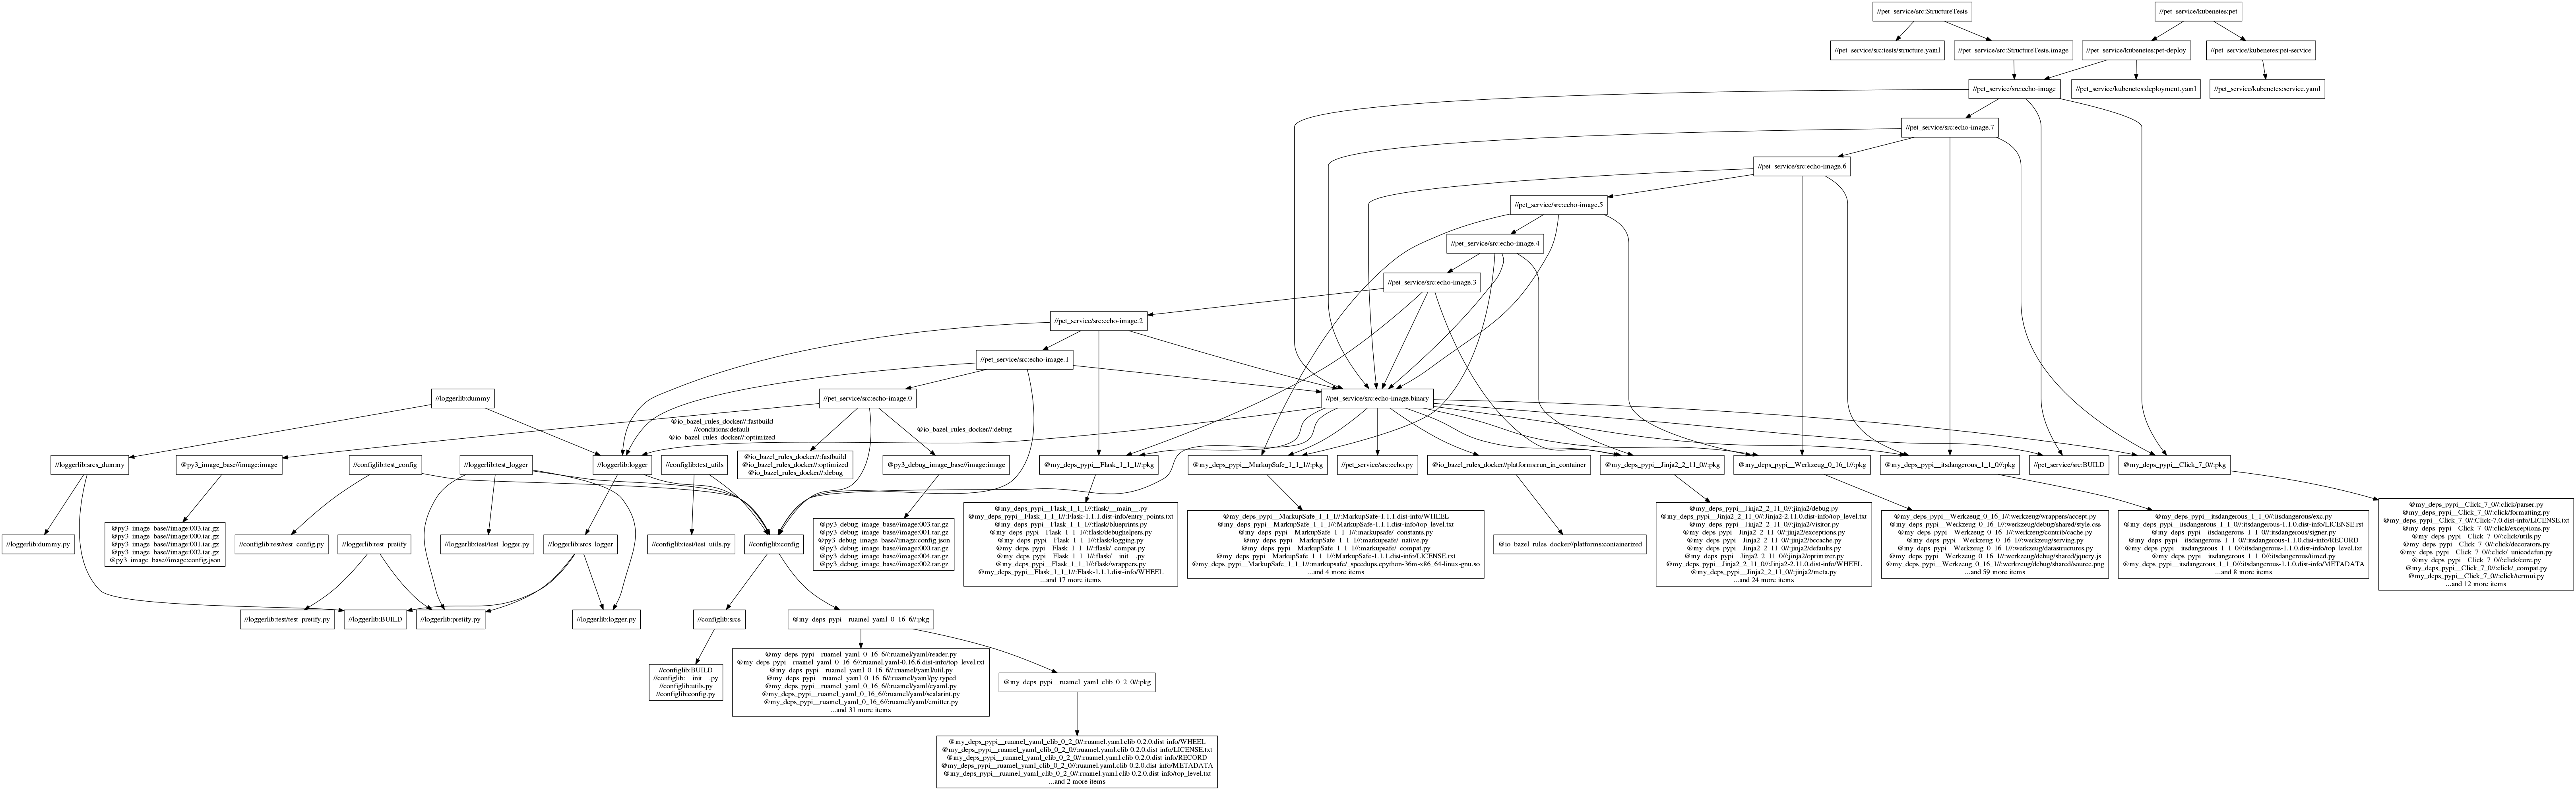 //pet_service/src:StructureTests
//pet_service/kubenetes:pet
//pet_service/src:tests/structure.yaml
//pet_service/src:StructureTests.image
//pet_service/kubenetes:pet-deploy
//pet_service/kubenetes:pet-service
//pet_service/src:echo-image
//pet_service/kubenetes:deployment.yaml
//pet_service/kubenetes:service.yaml
//pet_service/src:echo-image.7
//pet_service/src:echo-image.6
//pet_service/src:echo-image.5
//pet_service/src:echo-image.4
//pet_service/src:echo-image.3
//pet_service/src:echo-image.2
//pet_service/src:echo-image.1
//loggerlib:dummy
//pet_service/src:echo-image.0
//pet_service/src:echo-image.binary
@io_bazel_rules_docker//:fastbuild
//conditions:default
@io_bazel_rules_docker//:optimized
@io_bazel_rules_docker//:debug
//loggerlib:srcs_dummy
@py3_image_base//image:image
//configlib:test_config
//loggerlib:test_logger
//loggerlib:logger
//configlib:test_utils
@io_bazel_rules_docker//:fastbuild
@io_bazel_rules_docker//:optimized
@io_bazel_rules_docker//:debug
@py3_debug_image_base//image:image
@my_deps_pypi__Flask_1_1_1//:pkg
@my_deps_pypi__MarkupSafe_1_1_1//:pkg
//pet_service/src:echo.py
@io_bazel_rules_docker//platforms:run_in_container
@my_deps_pypi__Jinja2_2_11_0//:pkg
@my_deps_pypi__Werkzeug_0_16_1//:pkg
@my_deps_pypi__itsdangerous_1_1_0//:pkg
//pet_service/src:BUILD
@my_deps_pypi__Click_7_0//:pkg
//loggerlib:dummy.py
@py3_image_base//image:003.tar.gz
@py3_image_base//image:000.tar.gz
@py3_image_base//image:001.tar.gz
@py3_image_base//image:002.tar.gz
@py3_image_base//image:config.json
//configlib:test/test_config.py
//loggerlib:test_pretify
//loggerlib:test/test_logger.py
//loggerlib:srcs_logger
//configlib:test/test_utils.py
//configlib:config
@py3_debug_image_base//image:003.tar.gz
@py3_debug_image_base//image:001.tar.gz
@py3_debug_image_base//image:config.json
@py3_debug_image_base//image:000.tar.gz
@py3_debug_image_base//image:004.tar.gz
@py3_debug_image_base//image:002.tar.gz
@my_deps_pypi__Flask_1_1_1//:flask/__main__.py
@my_deps_pypi__Flask_1_1_1//:Flask-1.1.1.dist-info/entry_points.txt
@my_deps_pypi__Flask_1_1_1//:flask/blueprints.py
@my_deps_pypi__Flask_1_1_1//:flask/debughelpers.py
@my_deps_pypi__Flask_1_1_1//:flask/logging.py
@my_deps_pypi__Flask_1_1_1//:flask/_compat.py
@my_deps_pypi__Flask_1_1_1//:flask/__init__.py
@my_deps_pypi__Flask_1_1_1//:flask/wrappers.py
@my_deps_pypi__Flask_1_1_1//:Flask-1.1.1.dist-info/WHEEL
...and 17 more items
@my_deps_pypi__MarkupSafe_1_1_1//:MarkupSafe-1.1.1.dist-info/WHEEL
@my_deps_pypi__MarkupSafe_1_1_1//:MarkupSafe-1.1.1.dist-info/top_level.txt
@my_deps_pypi__MarkupSafe_1_1_1//:markupsafe/_constants.py
@my_deps_pypi__MarkupSafe_1_1_1//:markupsafe/_native.py
@my_deps_pypi__MarkupSafe_1_1_1//:markupsafe/_compat.py
@my_deps_pypi__MarkupSafe_1_1_1//:MarkupSafe-1.1.1.dist-info/LICENSE.txt
@my_deps_pypi__MarkupSafe_1_1_1//:markupsafe/_speedups.cpython-36m-x86_64-linux-gnu.so
...and 4 more items
@io_bazel_rules_docker//platforms:containerized
@my_deps_pypi__Jinja2_2_11_0//:jinja2/debug.py
@my_deps_pypi__Jinja2_2_11_0//:Jinja2-2.11.0.dist-info/top_level.txt
@my_deps_pypi__Jinja2_2_11_0//:jinja2/visitor.py
@my_deps_pypi__Jinja2_2_11_0//:jinja2/exceptions.py
@my_deps_pypi__Jinja2_2_11_0//:jinja2/bccache.py
@my_deps_pypi__Jinja2_2_11_0//:jinja2/defaults.py
@my_deps_pypi__Jinja2_2_11_0//:jinja2/optimizer.py
@my_deps_pypi__Jinja2_2_11_0//:Jinja2-2.11.0.dist-info/WHEEL
@my_deps_pypi__Jinja2_2_11_0//:jinja2/meta.py
...and 24 more items
@my_deps_pypi__Werkzeug_0_16_1//:werkzeug/wrappers/accept.py
@my_deps_pypi__Werkzeug_0_16_1//:werkzeug/debug/shared/style.css
@my_deps_pypi__Werkzeug_0_16_1//:werkzeug/contrib/cache.py
@my_deps_pypi__Werkzeug_0_16_1//:werkzeug/serving.py
@my_deps_pypi__Werkzeug_0_16_1//:werkzeug/datastructures.py
@my_deps_pypi__Werkzeug_0_16_1//:werkzeug/debug/shared/jquery.js
@my_deps_pypi__Werkzeug_0_16_1//:werkzeug/debug/shared/source.png
...and 59 more items
@my_deps_pypi__itsdangerous_1_1_0//:itsdangerous/exc.py
@my_deps_pypi__itsdangerous_1_1_0//:itsdangerous-1.1.0.dist-info/LICENSE.rst
@my_deps_pypi__itsdangerous_1_1_0//:itsdangerous/signer.py
@my_deps_pypi__itsdangerous_1_1_0//:itsdangerous-1.1.0.dist-info/RECORD
@my_deps_pypi__itsdangerous_1_1_0//:itsdangerous-1.1.0.dist-info/top_level.txt
@my_deps_pypi__itsdangerous_1_1_0//:itsdangerous/timed.py
@my_deps_pypi__itsdangerous_1_1_0//:itsdangerous-1.1.0.dist-info/METADATA
...and 8 more items
@my_deps_pypi__Click_7_0//:click/parser.py
@my_deps_pypi__Click_7_0//:click/formatting.py
@my_deps_pypi__Click_7_0//:Click-7.0.dist-info/LICENSE.txt
@my_deps_pypi__Click_7_0//:click/exceptions.py
@my_deps_pypi__Click_7_0//:click/utils.py
@my_deps_pypi__Click_7_0//:click/decorators.py
@my_deps_pypi__Click_7_0//:click/_unicodefun.py
@my_deps_pypi__Click_7_0//:click/core.py
@my_deps_pypi__Click_7_0//:click/_compat.py
@my_deps_pypi__Click_7_0//:click/termui.py
...and 12 more items
//loggerlib:test/test_pretify.py
//loggerlib:BUILD
//loggerlib:pretify.py
//loggerlib:logger.py
//configlib:srcs
@my_deps_pypi__ruamel_yaml_0_16_6//:pkg
//configlib:BUILD
//configlib:__init__.py
//configlib:utils.py
//configlib:config.py
@my_deps_pypi__ruamel_yaml_0_16_6//:ruamel/yaml/reader.py
@my_deps_pypi__ruamel_yaml_0_16_6//:ruamel.yaml-0.16.6.dist-info/top_level.txt
@my_deps_pypi__ruamel_yaml_0_16_6//:ruamel/yaml/util.py
@my_deps_pypi__ruamel_yaml_0_16_6//:ruamel/yaml/py.typed
@my_deps_pypi__ruamel_yaml_0_16_6//:ruamel/yaml/cyaml.py
@my_deps_pypi__ruamel_yaml_0_16_6//:ruamel/yaml/scalarint.py
@my_deps_pypi__ruamel_yaml_0_16_6//:ruamel/yaml/emitter.py
...and 31 more items
@my_deps_pypi__ruamel_yaml_clib_0_2_0//:pkg
@my_deps_pypi__ruamel_yaml_clib_0_2_0//:ruamel.yaml.clib-0.2.0.dist-info/WHEEL
@my_deps_pypi__ruamel_yaml_clib_0_2_0//:ruamel.yaml.clib-0.2.0.dist-info/LICENSE.txt
@my_deps_pypi__ruamel_yaml_clib_0_2_0//:ruamel.yaml.clib-0.2.0.dist-info/RECORD
@my_deps_pypi__ruamel_yaml_clib_0_2_0//:ruamel.yaml.clib-0.2.0.dist-info/METADATA
@my_deps_pypi__ruamel_yaml_clib_0_2_0//:ruamel.yaml.clib-0.2.0.dist-info/top_level.txt
...and 2 more items